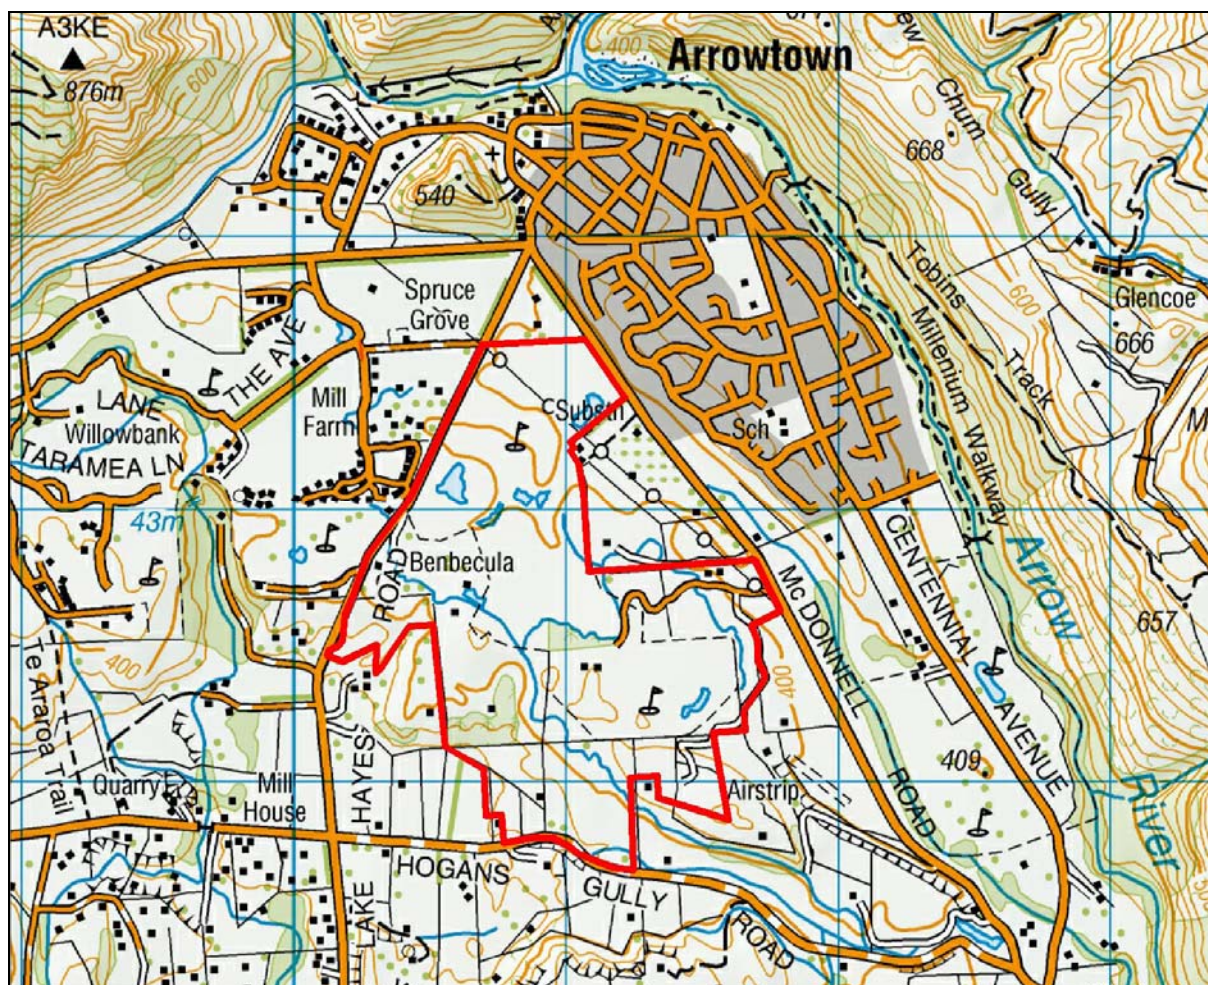 A3KE
876m
600
400
Arrowtown
Chum
Gully
668
540
Spruce
Grove
THE AVE
LANE
Willowbank
TARAMEA LN
Mill
Farm
43m
Substn
Sch
Tobins
Track
Millenium Walkway
600
Glencoe
666
Arrow
River
657
ROAD
Benbecula
400
Te Araroa Trail
Quarry
Mill
House
LAKE
HAYES
HOGANS
GULLY
ROAD
Mc DONNELL
ROAD
400
CENTENNIAL
AVENUE
409
Airstrip